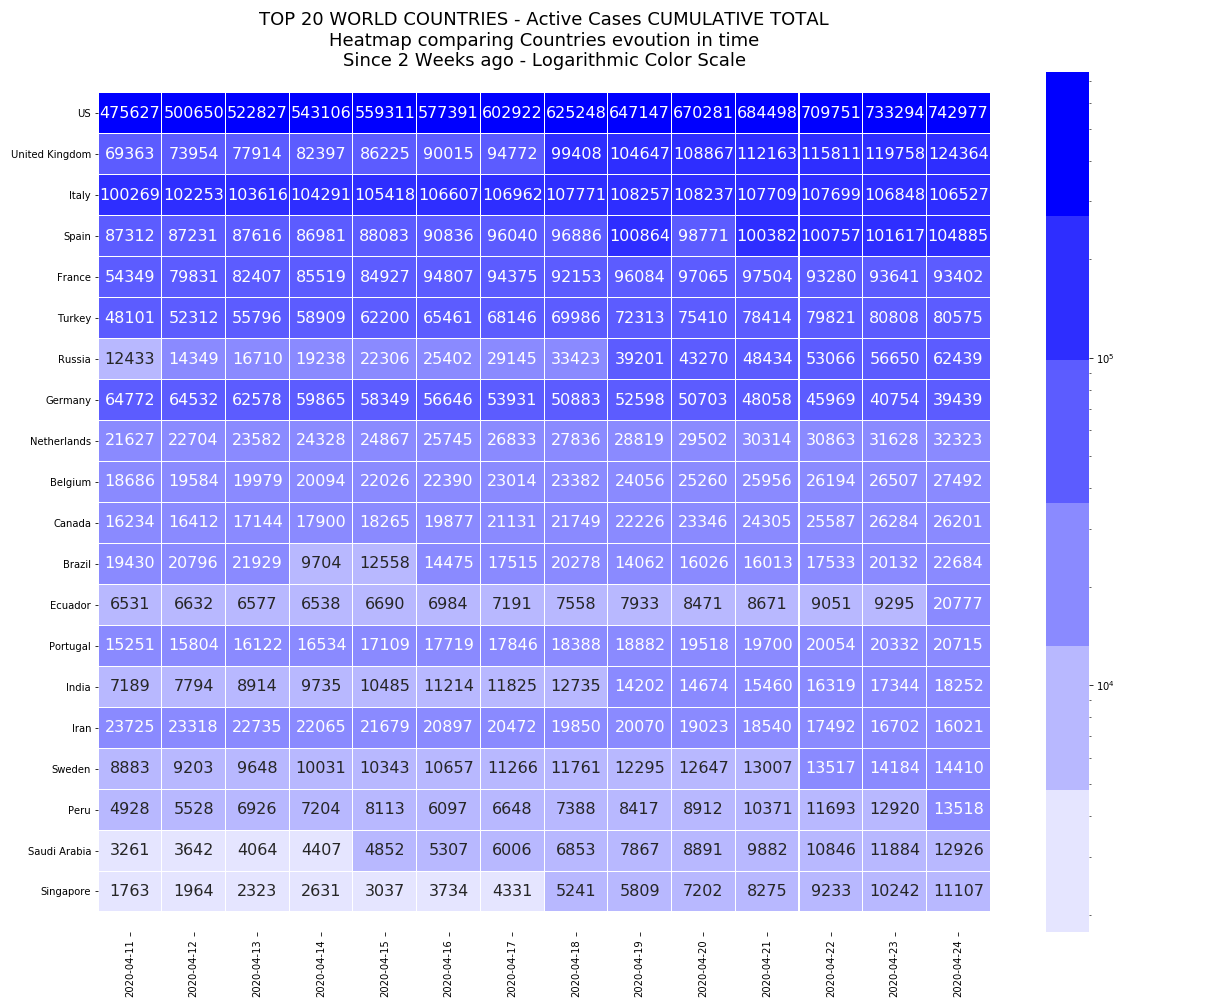 TOP 20 WORLD COUNTRIES - Active Cases CUMULATIVE TOTAL
Heatmap comparing Countries evoution in time
Since 2 Weeks ago - Logarithmic Color Scale
US 475627 500650 522827 543106 559311 577391 602922 625248 647147 670281 684498 709751 733294 742977
United Kingdom 69363 73954 77914 82397 86225 90015 94772 99408 104647 108867 112163 115811 119758 124364
Italy 100269 102253 103616 104291 105418 106607 106962 107771 108257 108237 107709 107699 106848 106527
Spain 87312 87231 87616 86981 88083 90836 96040 96886 100864 98771 100382 100757 101617 104885
France 54349 79831 82407 85519 84927 94807 94375 92153 96084 97065 97504 93280 93641 93402
Turkey 48101 52312 55796 58909 62200 65461 68146 69986 72313 75410 78414 79821 80808 80575
Russia 12433 14349 16710 19238 22306 25402 29145 33423 39201 43270 48434 53066 56650 62439
Germany 64772 64532 62578 59865 58349 56646 53931 50883 52598 50703 48058 45969 40754 39439
Netherlands 21627 22704 23582 24328 24867 25745 26833 27836 28819 29502 30314 30863 31628 32323
Belgium 18686 19584 19979 20094 22026 22390 23014 23382 24056 25260 25956 26194 26507 27492
Canada 16234 16412 17144 17900 18265 19877 21131 21749 22226 23346 24305 25587 26284 26201
Brazil 19430 20796 21929 9704 12558 14475 17515 20278 14062 16026 16013 17533 20132 22684
Ecuador 6531 6632 6577 6538 6690 6984 7191 7558 7933 8471 8671 9051 9295 20777
Portugal 15251 15804 16122 16534 17109 17719 17846 18388 18882 19518 19700 20054 20332 20715
India 7189 7794 8914 9735 10485 11214 11825 12735 14202 14674 15460 16319 17344 18252
Iran 23725 23318 22735 22065 21679 20897 20472 19850 20070 19023 18540 17492 16702 16021
Sweden 8883 9203 9648 10031 10343 10657 11266 11761 12295 12647 13007 13517 14184 14410
Peru 4928 5528 6926 7204 8113 6097 6648 7388 8417 8912 10371 11693 12920 13518
Saudi Arabia 3261 3642 4064 4407 4852 5307 6006 6853 7867 8891 9882 10846 11884 12926
Singapore 1763 1964 2323 2631 3037 3734 4331 5241 5809 7202 8275 9233 10242 11107
2020-04-11 2020-04-12 2020-04-13 2020-04-14 2020-04-15 2020-04-16 2020-04-17 2020-04-18 2020-04-19 2020-04-20 2020-04-21 2020-04-22 2020-04-23 2020-04-24
10⁵
10⁴